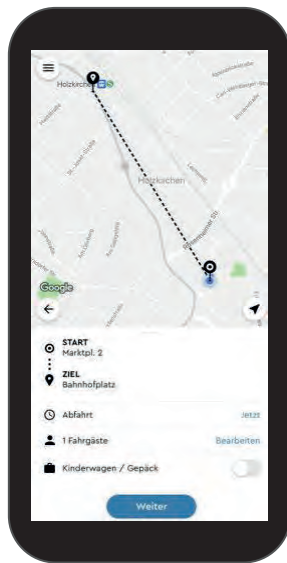 Holzkirchen
Holzkirchen
Google
START
Marktpl. 2
ZIEL
Bahnhofplatz
Abfahrt
Jetzt
1 Fahrgäste
Bearbeiten
Kinderwagen / Gepäck
Weiter